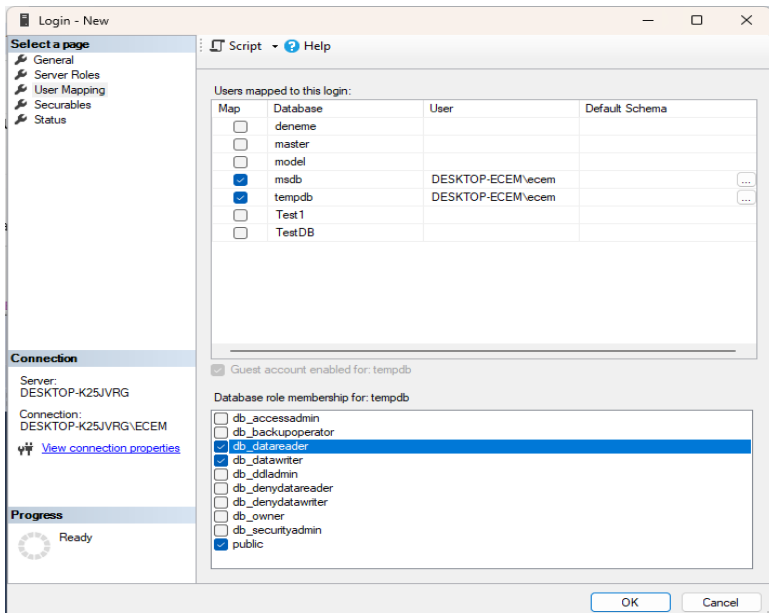 Login - New
Select a page
General
Server Roles
User Mapping
Securables
Status
Script Help
Users mapped to this login:
Map Database User Default Schema
deneme
master
model
msdb DESKTOP-ECEM\ecem ...
tempdb DESKTOP-ECEM\ecem ...
Test1
TestDB
Guest account enabled for: tempdb
Database role membership for: tempdb
db_accessadmin
db_backupoperator
db_datareader
db_datawriter
db_ddladmin
db_denydatareader
db_denydatawriter
db_owner
db_securityadmin
public
Connection
Server:
DESKTOP-K25JVRG
Connection:
DESKTOP-K25JVRG\ECEM
View connection properties
Progress
Ready
OK Cancel